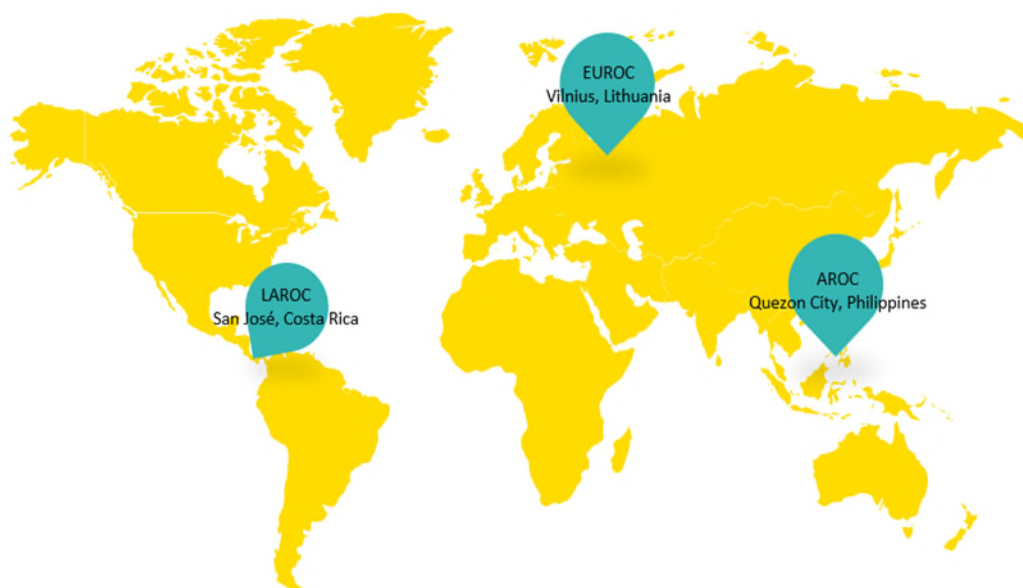 EUROC
Vilnius, Lithuania
LAROC
San José, Costa Rica
AROC
Quezon City, Philippines